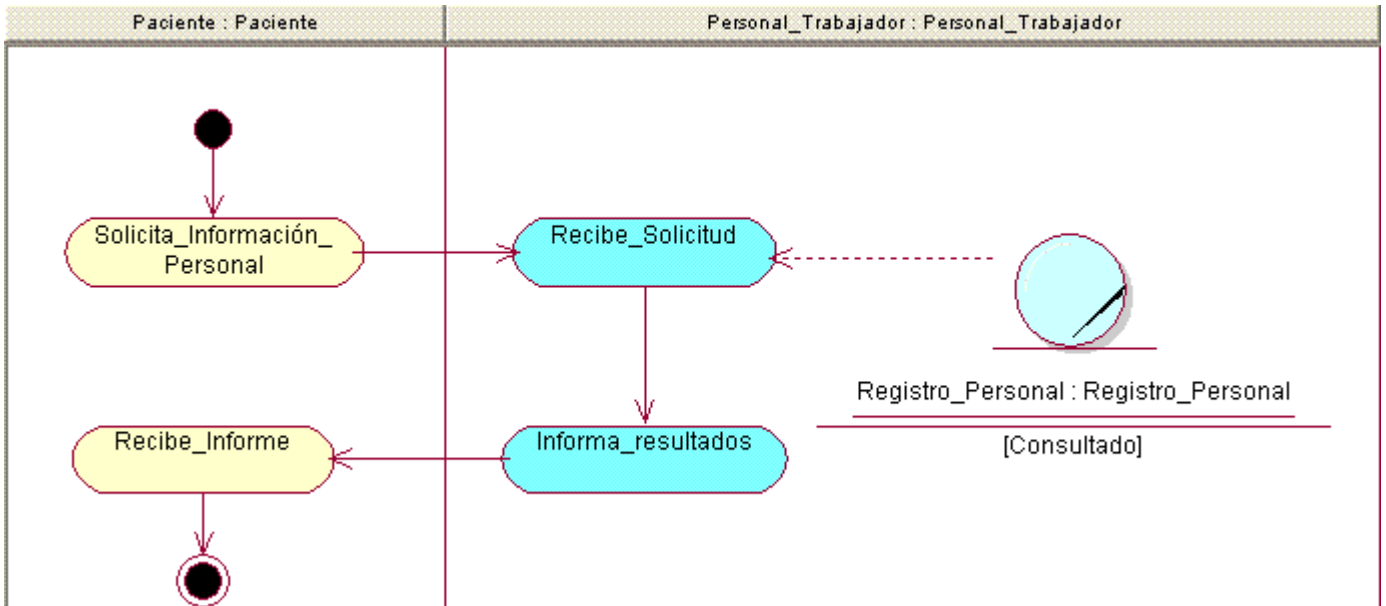 Paciente : Paciente
Personal_Trabajador : Personal_Trabajador
Solicita_Información_
Personal
Recibe_Solicitud
Registro_Personal : Registro_Personal
[Consultado]
Recibe_Informe
Informa_resultados